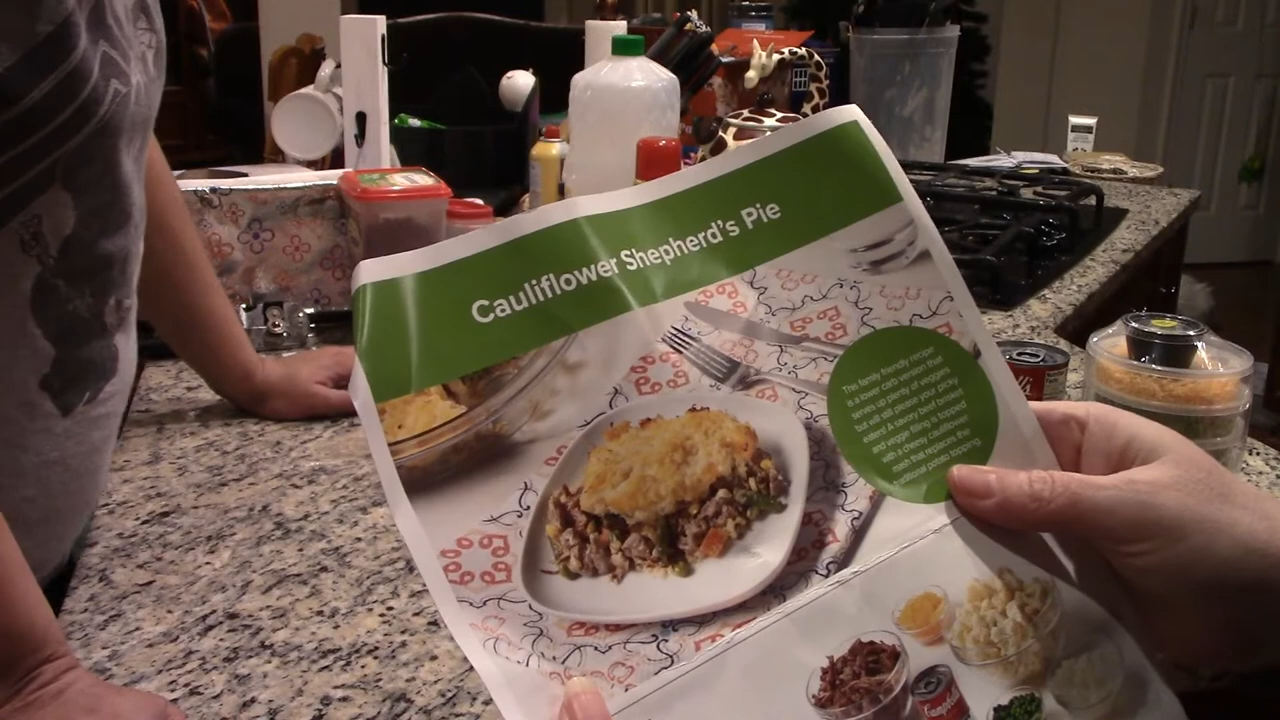 Cauliflower Shepherd's Pie
This family friendly recipe
is a lower carb version that
serves up plenty of veggies
but will still please your picky
eaters! A savory beef brisket
and veggie filling is topped
with a cheesy cauliflower
mash that replaces the
traditional potato topping.
Campbell's